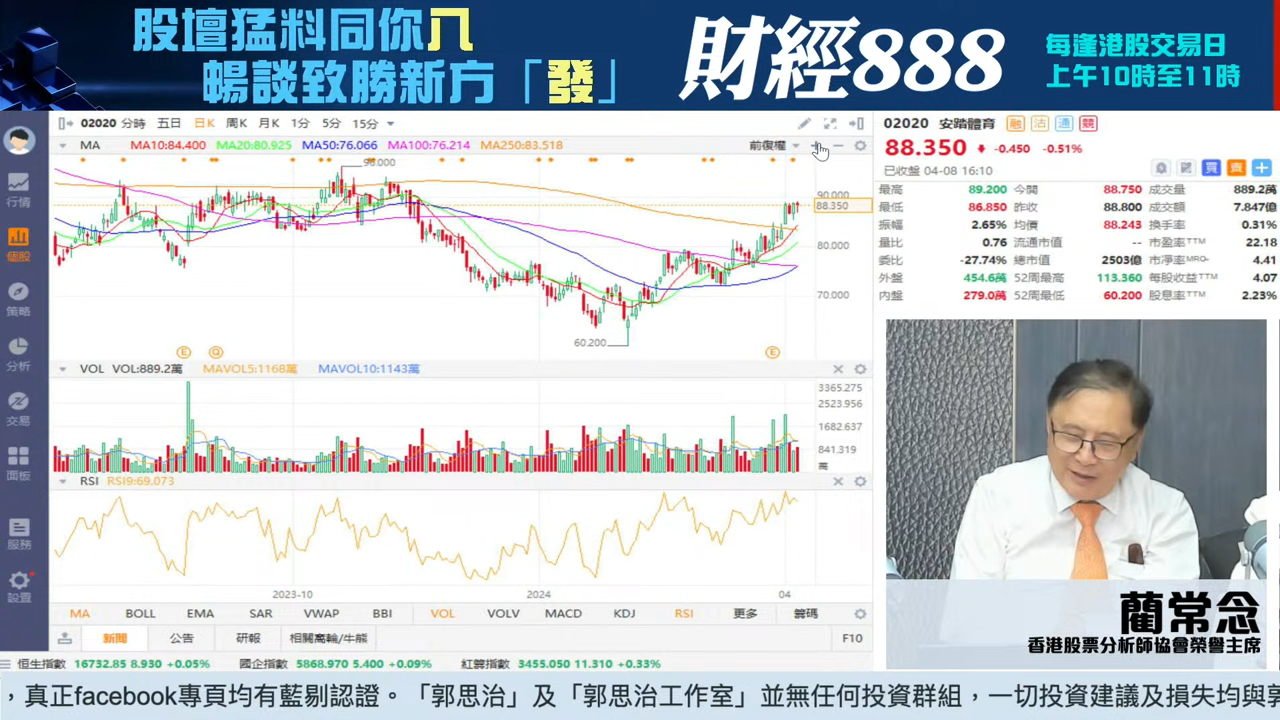 股壇猛料同你八
暢談致勝新方「發」
財經888
每逢港股交易日
上午10時至11時
02020 分時 五日 日K 周K 月K 1分 5分 15分
MA MA10:84.400 MA20:80.925 MA50:76.066 MA100:76.214 MA250:83.518 前復權
90.000
88.350
80.000
70.000
60.200
E Q E
VOL VOL:889.2萬 MAVOL5:1168萬 MAVOL10:1143萬
3365.275
2523.956
1682.637
841.319
萬
RSI RSI9:69.073
2023-10 2024 04
MA BOLL EMA SAR VWAP BBI VOL VOLV MACD KDJ RSI 更多 籌碼
新聞 公告 研報 相關窩輪/牛熊 F10
行情
個股
策略
分析
交易
面板
服務
設置
02020 安踏體育 融 沽 通 競
88.350 -0.450 -0.51%
已收盤 04-08 16:10
買 賣
最高 89.200 今開 88.750 成交量 889.2萬
最低 86.850 昨收 88.800 成交額 7.847億
振幅 2.65% 均價 88.243 換手率 0.31%
量比 0.76 流通市值 -- 市盈率TTM 22.18
委比 -27.74% 總市值 2503億 市淨率MRQ 4.41
外盤 454.6萬 52周最高 113.360 每股收益TTM 4.07
內盤 279.0萬 52周最低 60.200 股息率TTM 2.23%
藺常念
香港股票分析師協會榮譽主席
恒生指數 16732.85 8.930 +0.05% 國企指數 5868.970 5.400 +0.09% 紅籌指數 3455.050 11.310 +0.33%
，真正facebook專頁均有藍剔認證。「郭思治」及「郭思治工作室」並無任何投資群組，一切投資建議及損失均與郭